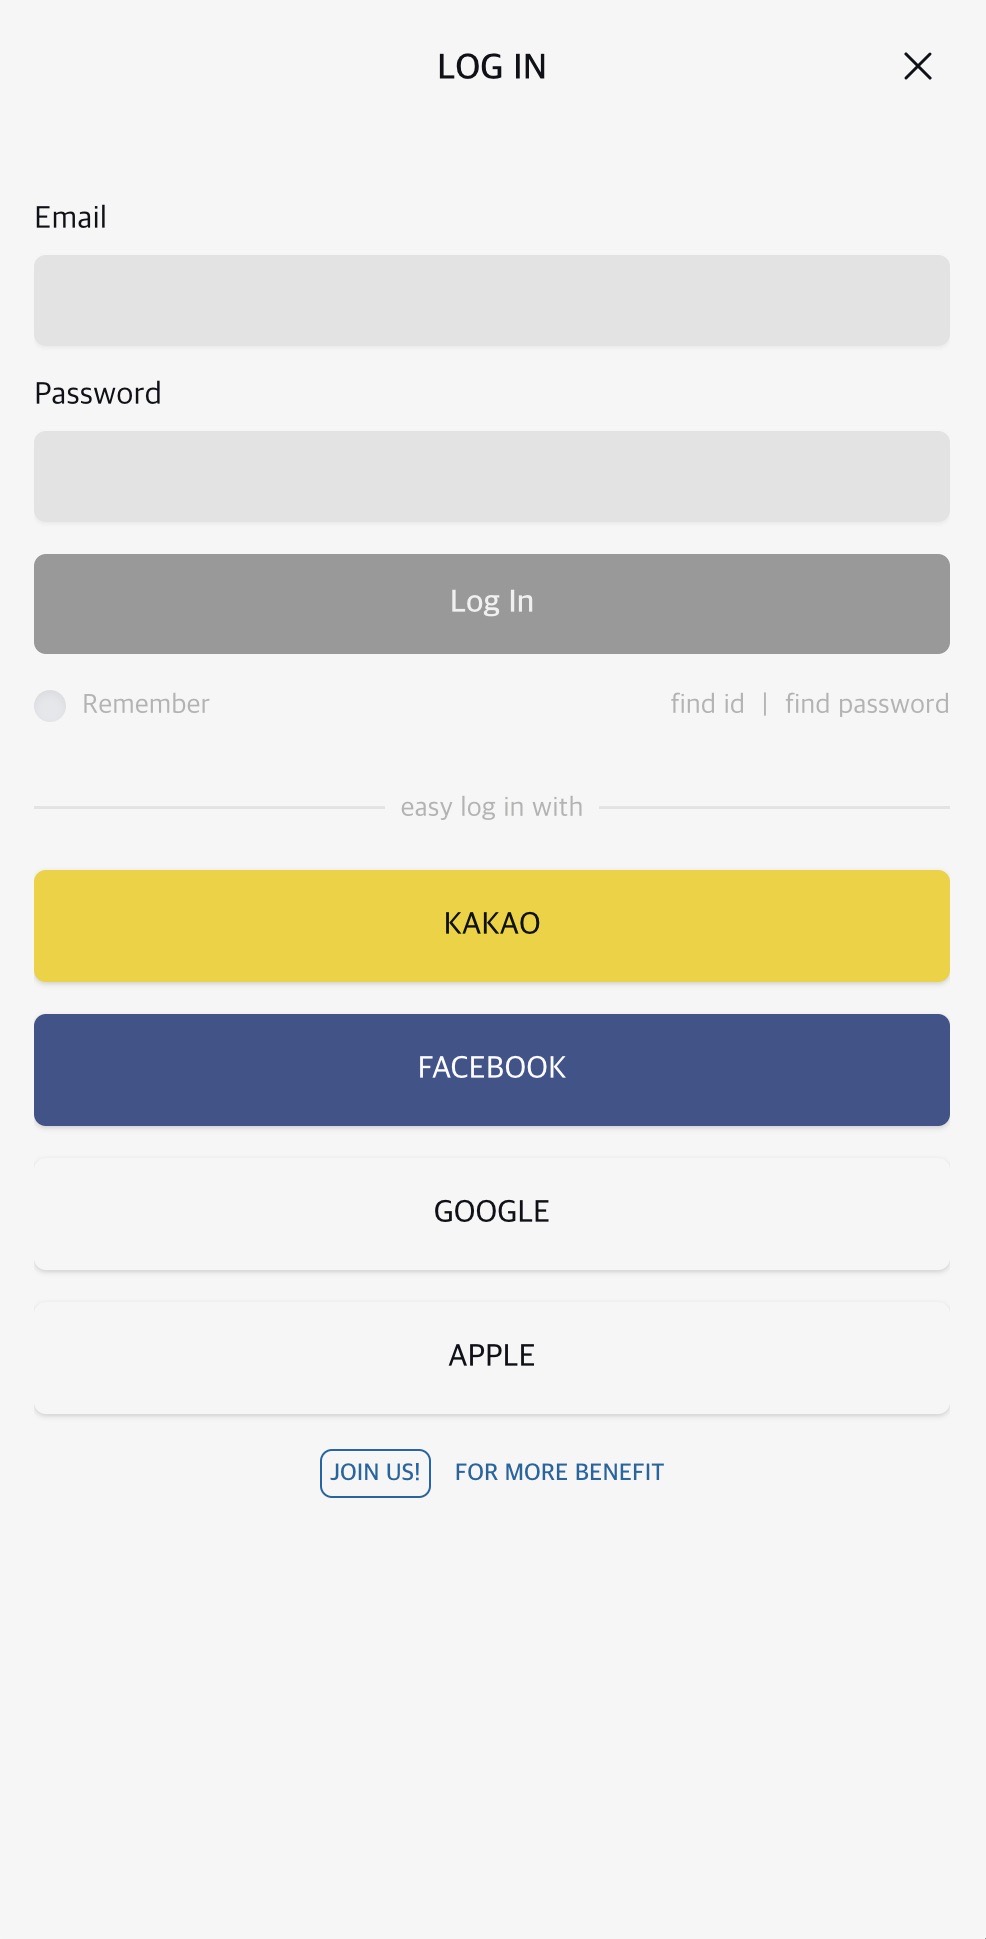 LOG IN
Email
Password
Log In
Remember find id | find password
easy log in with
KAKAO
FACEBOOK
GOOGLE
APPLE
JOIN US! FOR MORE BENEFIT